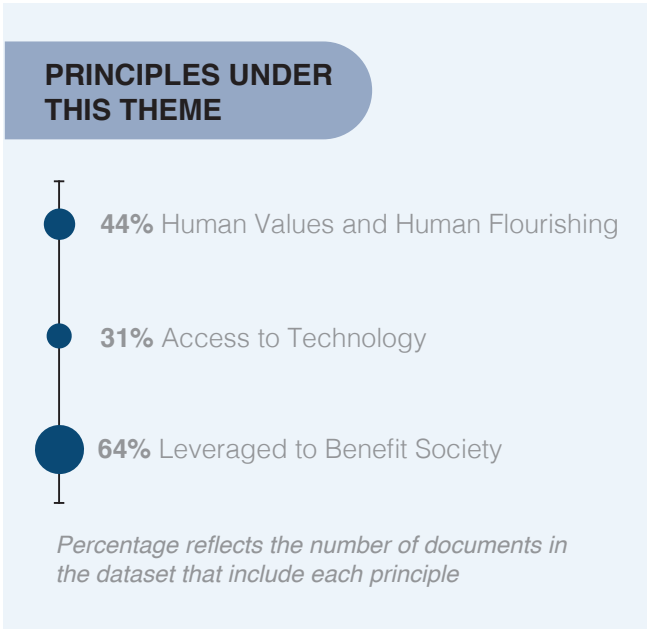 PRINCIPLES UNDER
THIS THEME
44% Human Values and Human Flourishing
31% Access to Technology
64% Leveraged to Benefit Society
Percentage reflects the number of documents in
the dataset that include each principle